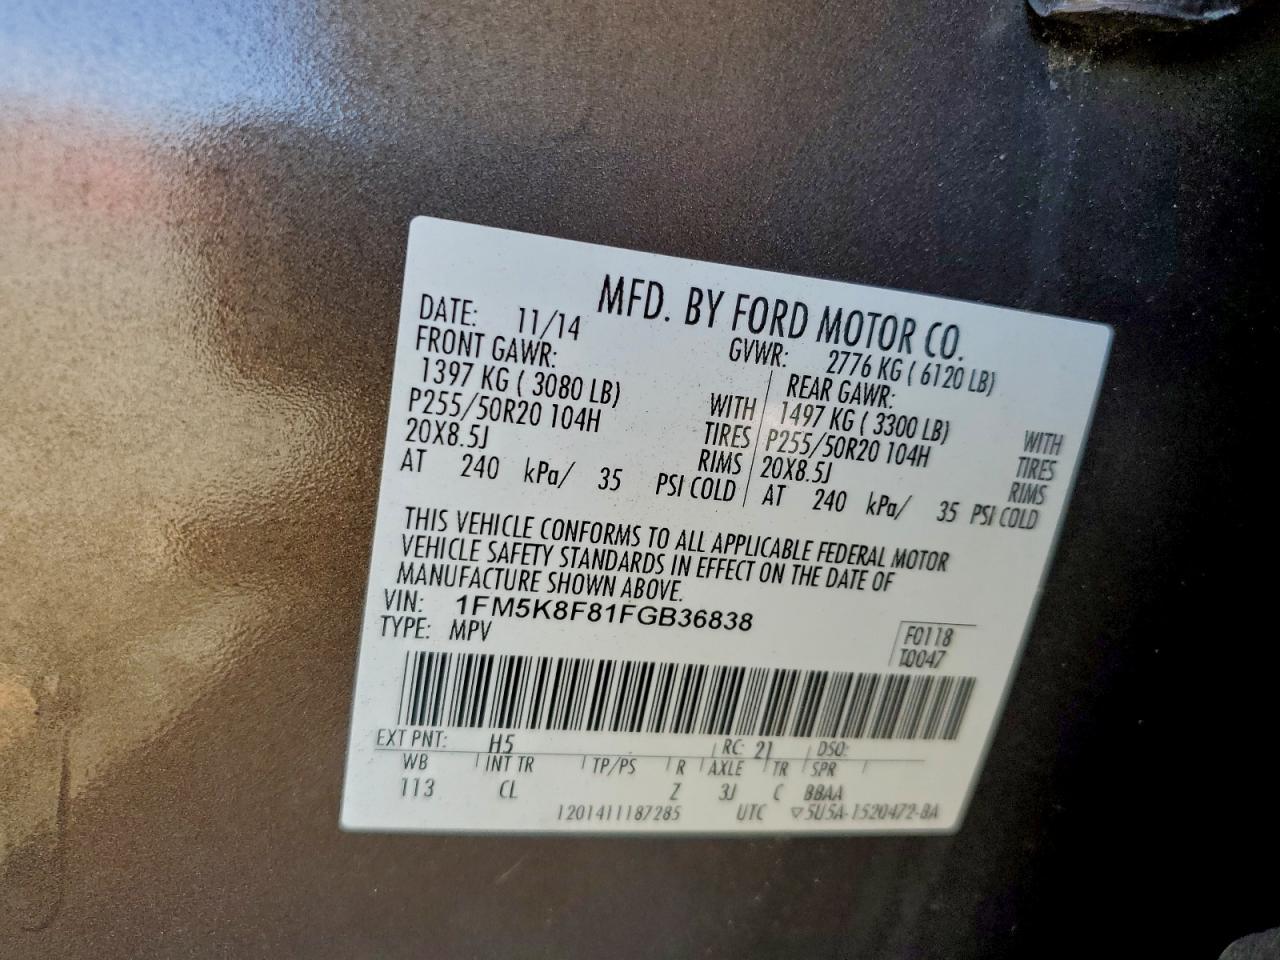 MFD. BY FORD MOTOR CO.
DATE: 11/14 GVWR: 2776 KG ( 6120 LB)
FRONT GAWR: REAR GAWR:
1397 KG ( 3080 LB) WITH 1497 KG ( 3300 LB) WITH
P255/50R20 104H TIRES P255/50R20 104H TIRES
20X8.5J RIMS 20X8.5J RIMS
AT 240 kPa/ 35 PSI COLD AT 240 kPa/ 35 PSI COLD
THIS VEHICLE CONFORMS TO ALL APPLICABLE FEDERAL MOTOR
VEHICLE SAFETY STANDARDS IN EFFECT ON THE DATE OF
MANUFACTURE SHOWN ABOVE.
VIN: 1FM5K8F81FGB36838
TYPE: MPV
F0118
T0047
EXT PNT: H5 RC: 21 DSO:
WB INT TR TP/PS R AXLE TR SPR
113 CL Z 3J C BBAA
1201411187285 UTC ▽5U5A-1520472-BA